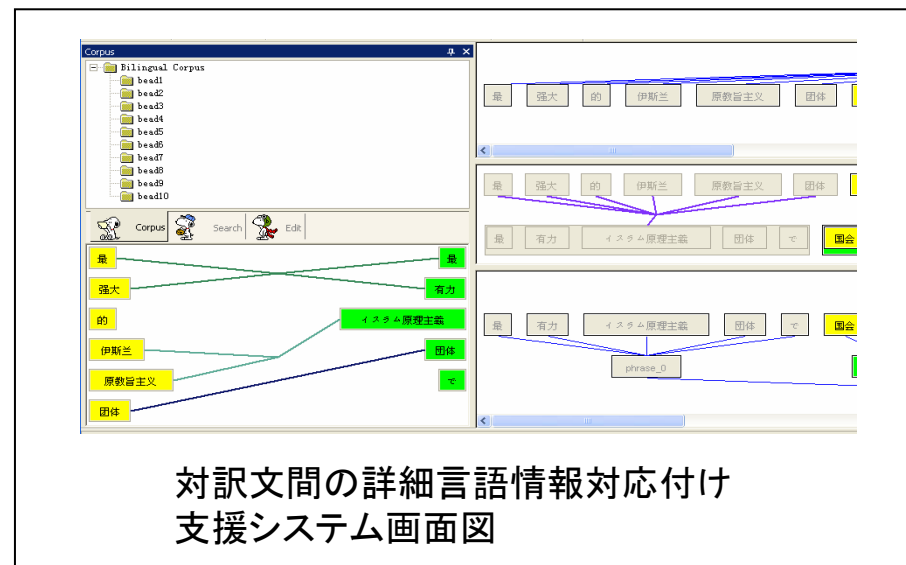 Corpus
Bilingual Corpus
bead1
bead2
bead3
bead4
bead5
bead6
bead7
bead8
bead9
bead10
Corpus Search Edit
最 最
强大 有力
的 イスラム原理主義
伊斯兰 団体
原教旨主义 で
团体
最 强大 的 伊斯兰 原教旨主义 团体
最 强大 的 伊斯兰 原教旨主义 团体
最 有力 イスラム原理主義 団体 で 国会
最 有力 イスラム原理主義 団体 で 国会
phrase_0
対訳文間の詳細言語情報対応付け
支援システム画面図